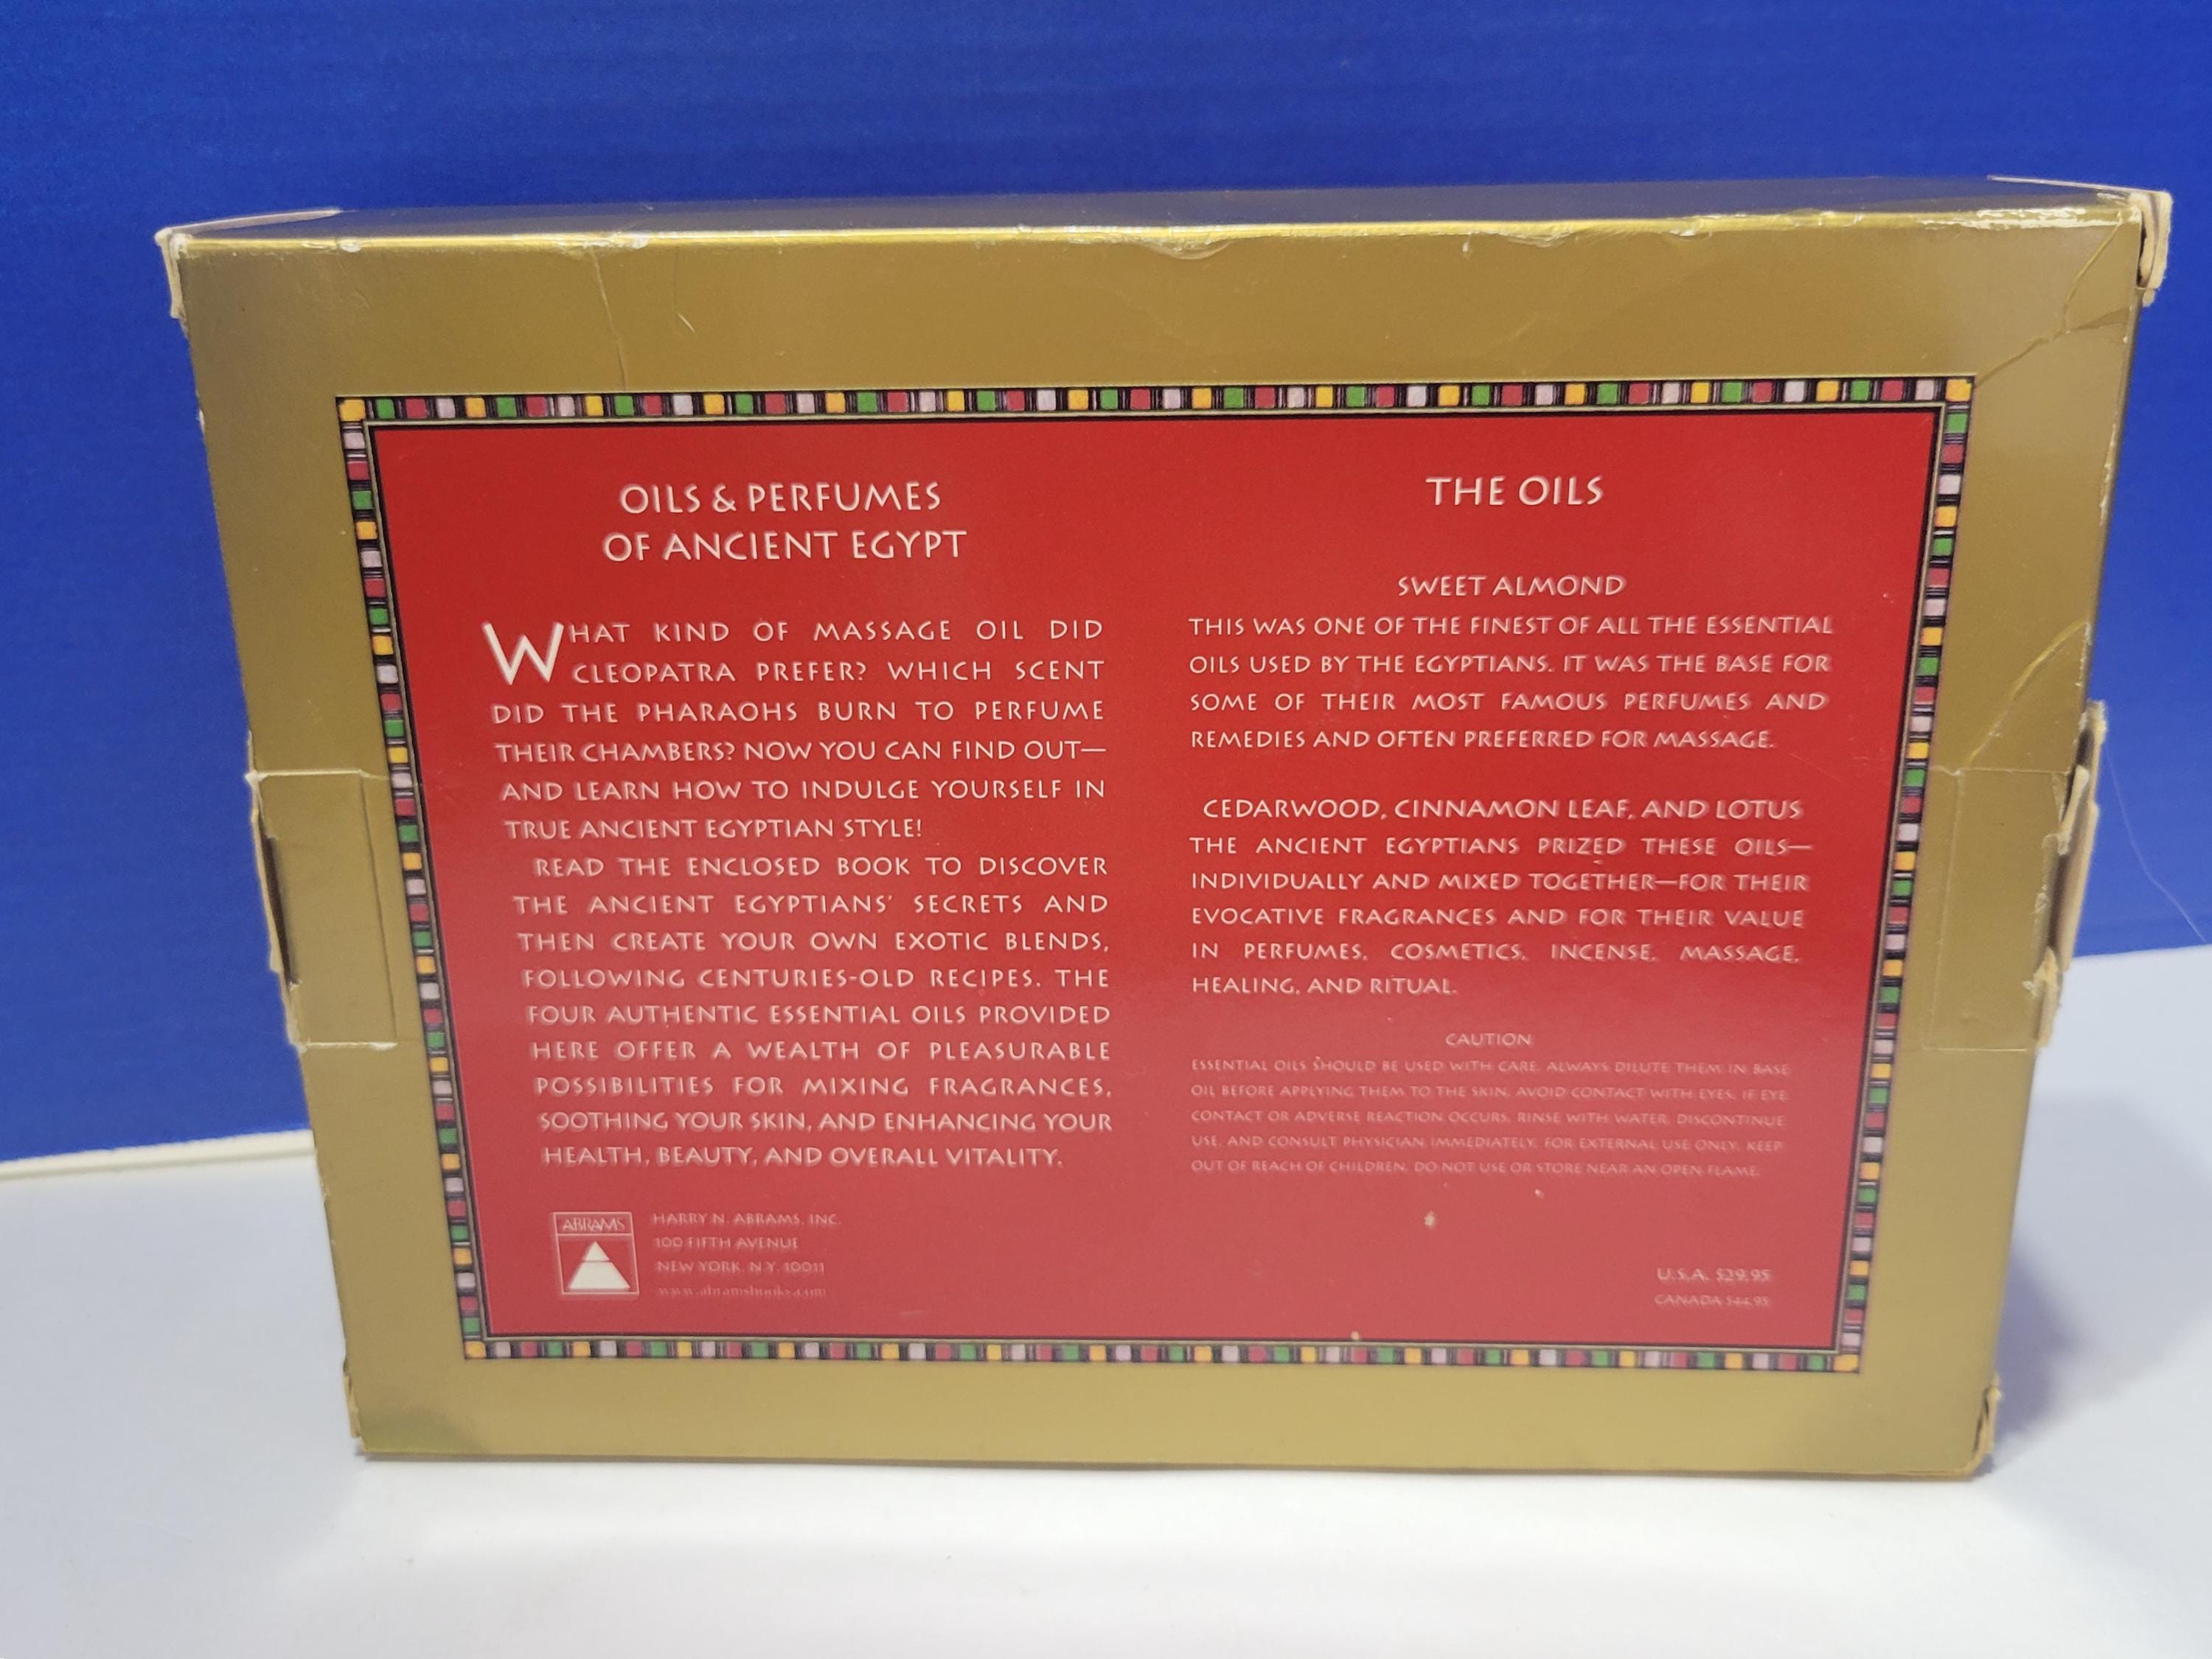 OILS & PERFUMES
OF ANCIENT EGYPT
WHAT KIND OF MASSAGE OIL DID
CLEOPATRA PREFER? WHICH SCENT
DID THE PHARAOHS BURN TO PERFUME
THEIR CHAMBERS? NOW YOU CAN FIND OUT—
AND LEARN HOW TO INDULGE YOURSELF IN
TRUE ANCIENT EGYPTIAN STYLE!
READ THE ENCLOSED BOOK TO DISCOVER
THE ANCIENT EGYPTIANS' SECRETS AND
THEN CREATE YOUR OWN EXOTIC BLENDS,
FOLLOWING CENTURIES-OLD RECIPES. THE
FOUR AUTHENTIC ESSENTIAL OILS PROVIDED
HERE OFFER A WEALTH OF PLEASURABLE
POSSIBILITIES FOR MIXING FRAGRANCES,
SOOTHING YOUR SKIN, AND ENHANCING YOUR
HEALTH, BEAUTY, AND OVERALL VITALITY.
ABRAMS
HARRY N. ABRAMS, INC.
100 FIFTH AVENUE
NEW YORK, N.Y. 10011
www.abramsbooks.com
THE OILS
SWEET ALMOND
THIS WAS ONE OF THE FINEST OF ALL THE ESSENTIAL
OILS USED BY THE EGYPTIANS. IT WAS THE BASE FOR
SOME OF THEIR MOST FAMOUS PERFUMES AND
REMEDIES AND OFTEN PREFERRED FOR MASSAGE.
CEDARWOOD, CINNAMON LEAF, AND LOTUS
THE ANCIENT EGYPTIANS PRIZED THESE OILS—
INDIVIDUALLY AND MIXED TOGETHER—FOR THEIR
EVOCATIVE FRAGRANCES AND FOR THEIR VALUE
IN PERFUMES, COSMETICS, INCENSE, MASSAGE,
HEALING, AND RITUAL.
CAUTION
ESSENTIAL OILS SHOULD BE USED WITH CARE. ALWAYS DILUTE THEM IN BASE
OIL BEFORE APPLYING THEM TO THE SKIN. AVOID CONTACT WITH EYES. IF EYE
CONTACT OR ADVERSE REACTION OCCURS, RINSE WITH WATER, DISCONTINUE
USE, AND CONSULT PHYSICIAN IMMEDIATELY. FOR EXTERNAL USE ONLY. KEEP
OUT OF REACH OF CHILDREN. DO NOT USE OR STORE NEAR AN OPEN FLAME.
U.S.A. $29.95
CANADA $44.95